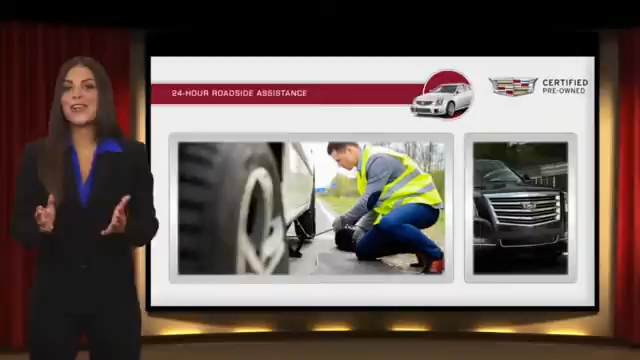 24-HOUR ROADSIDE ASSISTANCE
CERTIFIED
PRE-OWNED